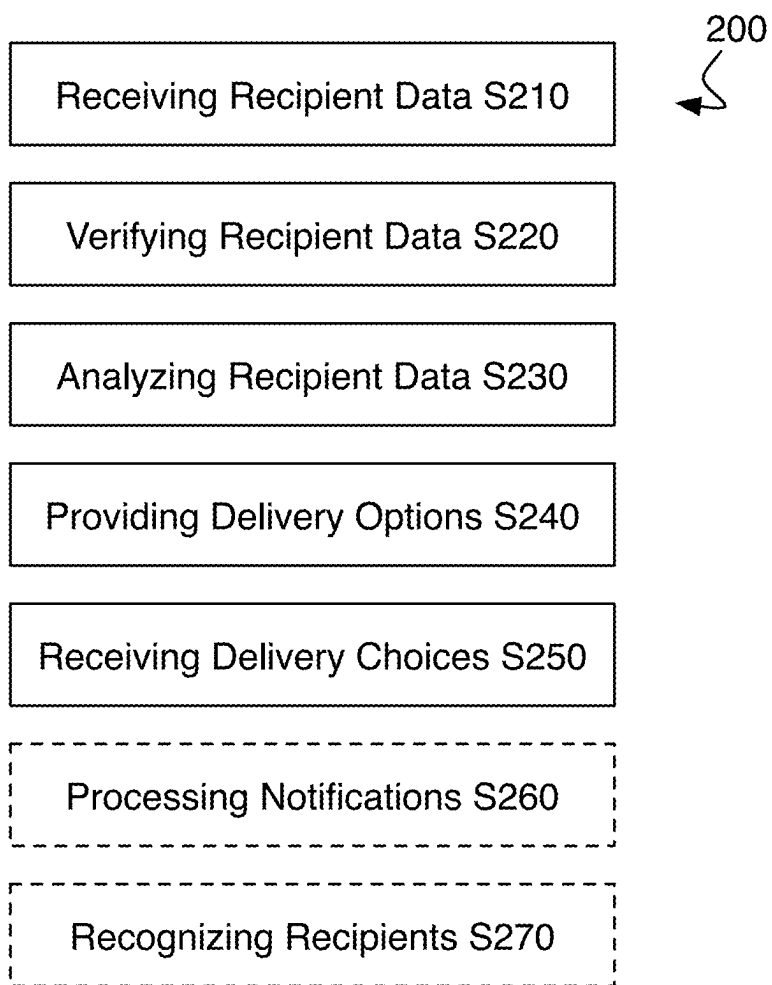 200
Receiving Recipient Data S210
Verifying Recipient Data S220
Analyzing Recipient Data S230
Providing Delivery Options S240
Receiving Delivery Choices S250
Processing Notifications S260
Recognizing Recipients S270